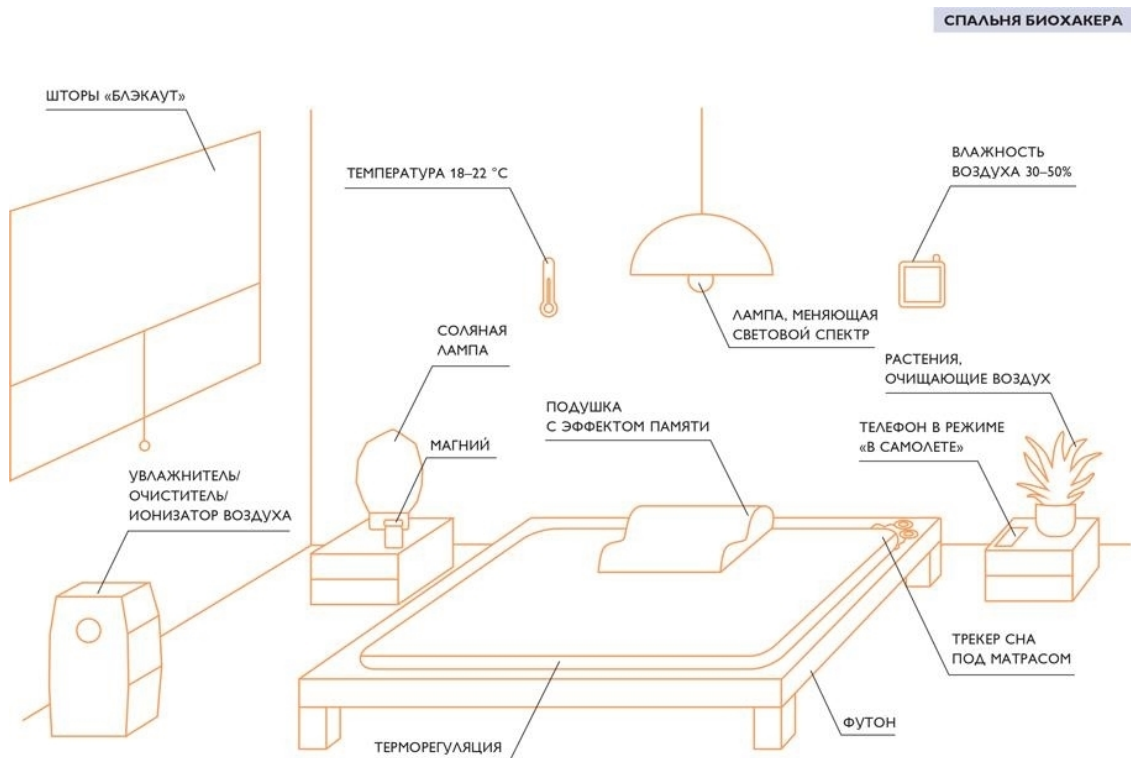 СПАЛЬНЯ БИОХАКЕРА
ШТОРЫ «БЛЭКАУТ»
ТЕМПЕРАТУРА 18–22 °C
ВЛАЖНОСТЬ
ВОЗДУХА 30–50%
ЛАМПА, МЕНЯЮЩАЯ
СВЕТОВОЙ СПЕКТР
СОЛЯНАЯ
ЛАМПА
РАСТЕНИЯ,
ОЧИЩАЮЩИЕ ВОЗДУХ
ПОДУШКА
С ЭФФЕКТОМ ПАМЯТИ
ТЕЛЕФОН В РЕЖИМЕ
«В САМОЛЕТЕ»
МАГНИЙ
УВЛАЖНИТЕЛЬ/
ОЧИСТИТЕЛЬ/
ИОНИЗАТОР ВОЗДУХА
ТРЕКЕР СНА
ПОД МАТРАСОМ
ФУТОН
ТЕРМОРЕГУЛЯЦИЯ